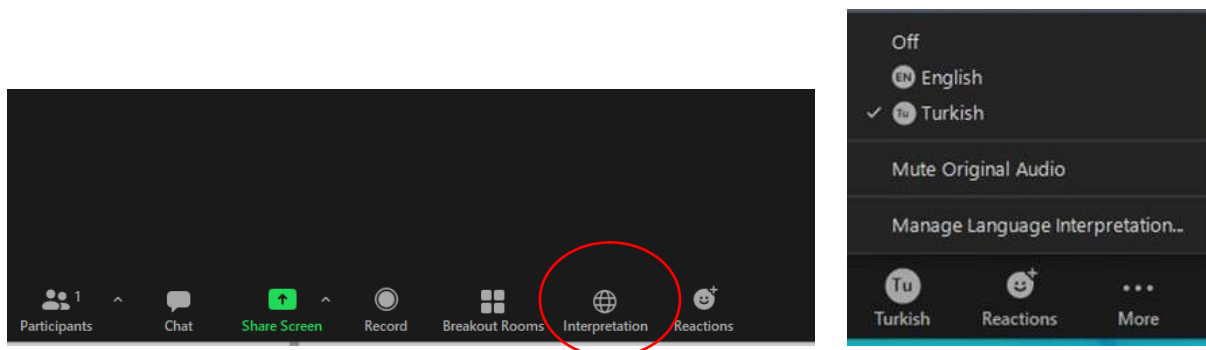 1
Participants Chat Share Screen Record Breakout Rooms Interpretation Reactions
Off
EN English
Tu Turkish
Mute Original Audio
Manage Language Interpretation...
Tu
Turkish Reactions More